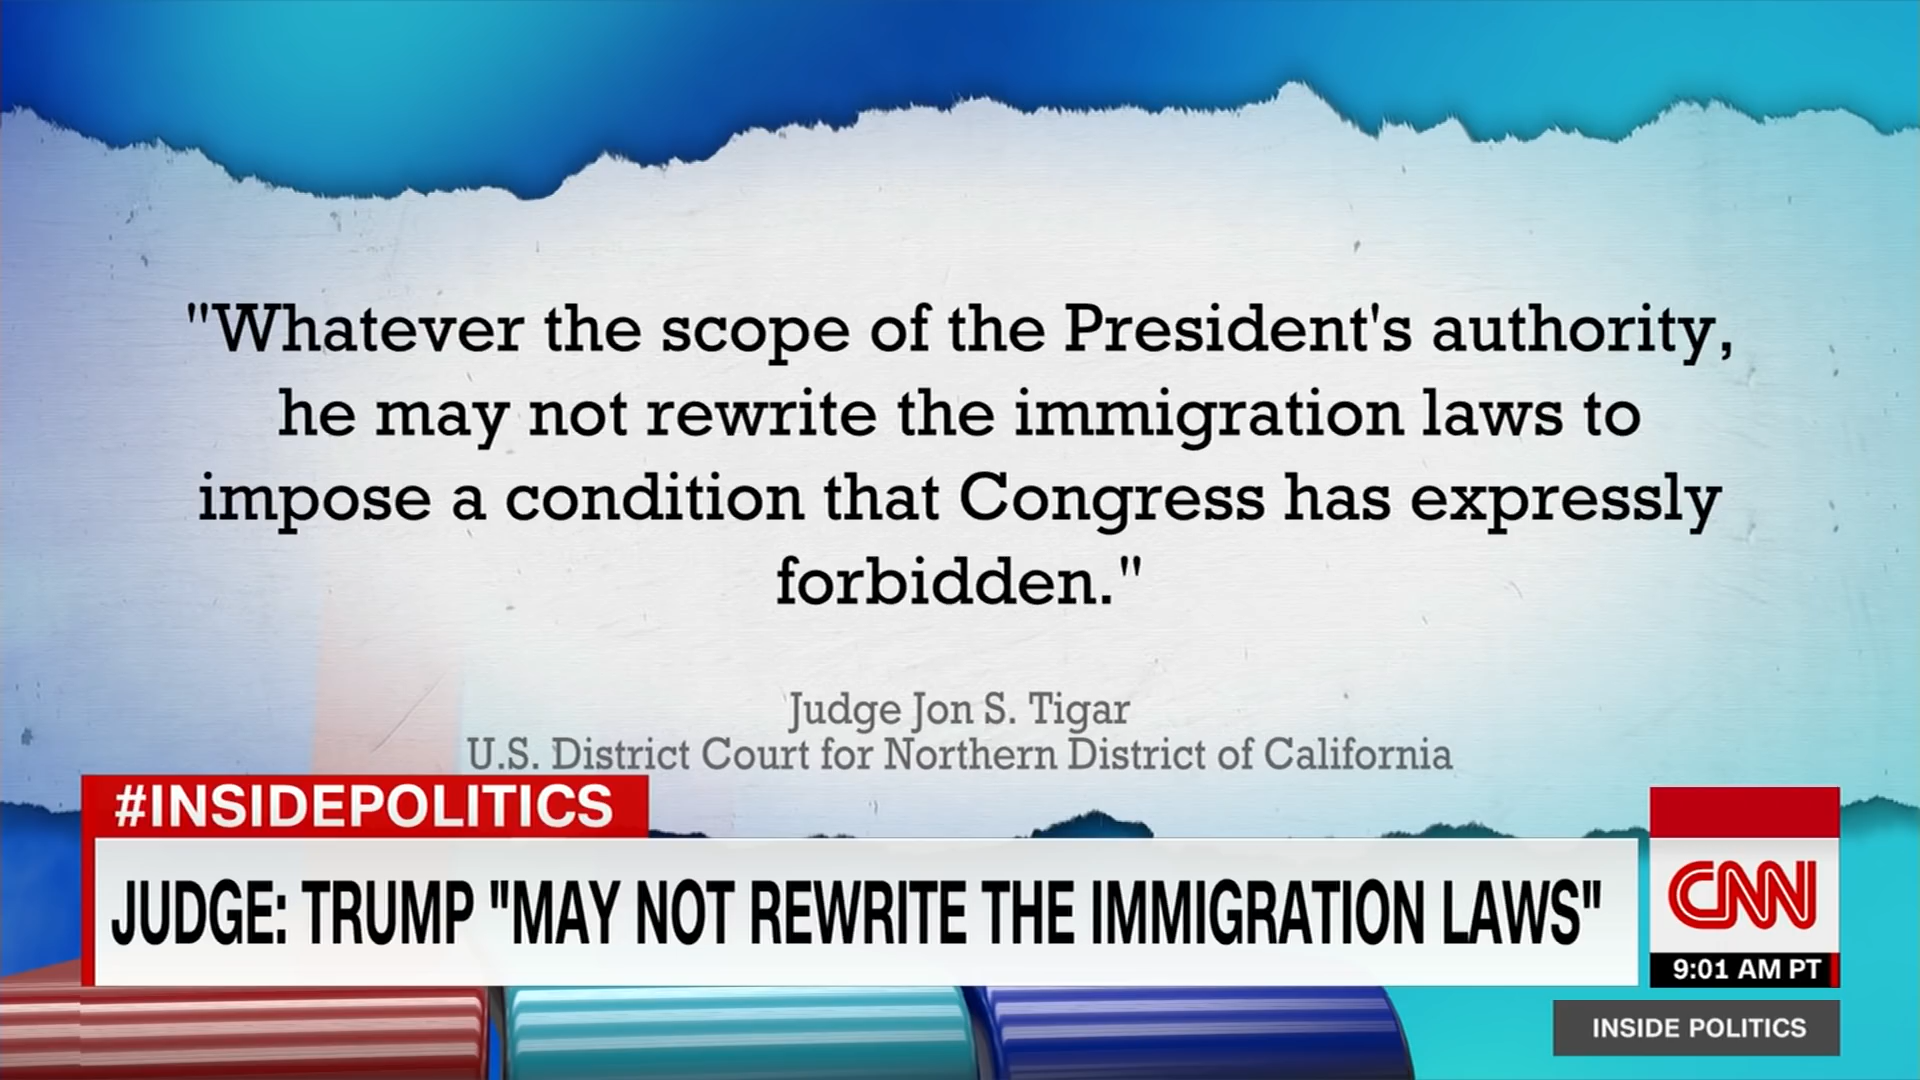 "Whatever the scope of the President's authority,
he may not rewrite the immigration laws to
impose a condition that Congress has expressly
forbidden."
Judge Jon S. Tigar
U.S. District Court for Northern District of California
#INSIDEPOLITICS
JUDGE: TRUMP "MAY NOT REWRITE THE IMMIGRATION LAWS"
CNN
9:01 AM PT
INSIDE POLITICS